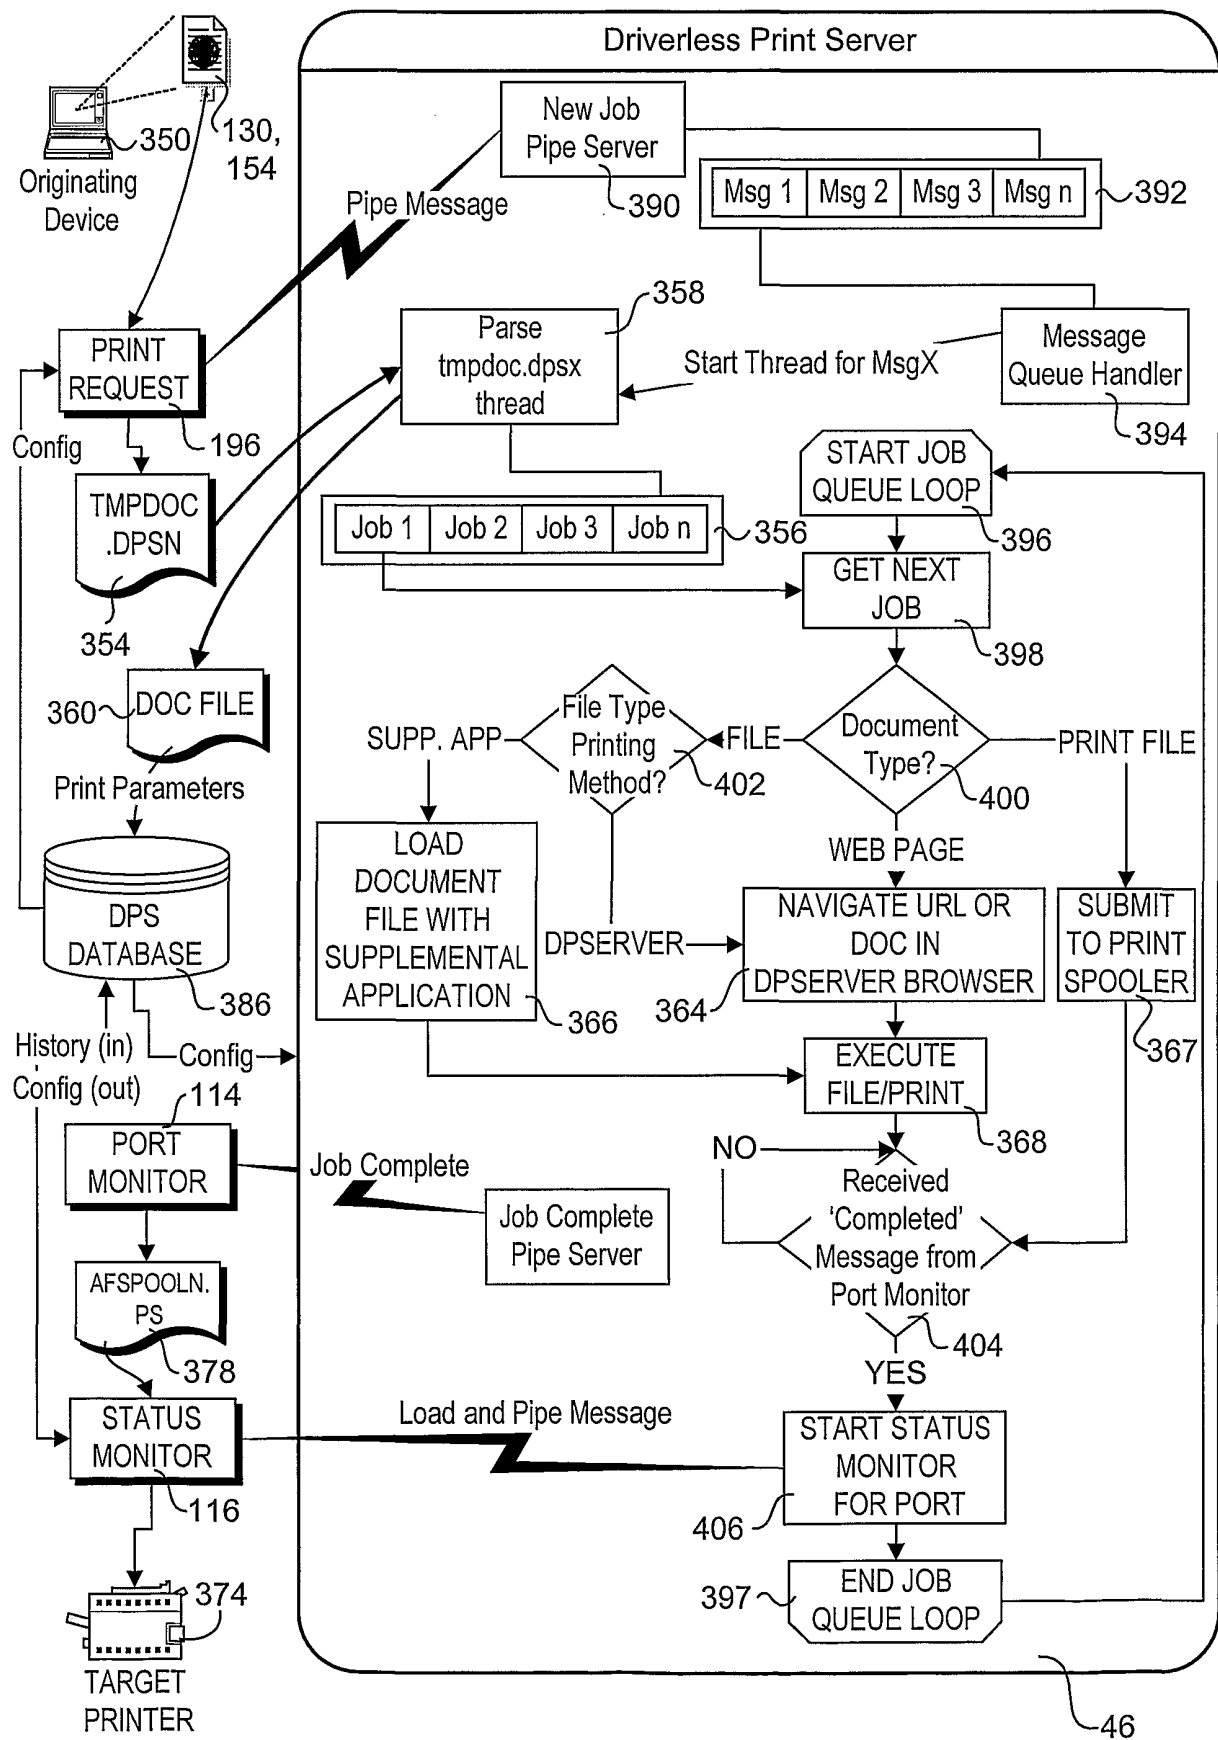 Driverless Print Server
350
130,
154
Originating
Device
New Job
Pipe Server
390
Msg 1
Msg 2
Msg 3
Msg n
392
Pipe Message
PRINT
REQUEST
196
Config
Parse
tmpdoc.dpsx
thread
358
Start Thread for MsgX
Message
Queue Handler
394
TMPDOC
.DPSN
354
Job 1
Job 2
Job 3
Job n
356
START JOB
QUEUE LOOP
396
GET NEXT
JOB
398
DOC FILE
360
Print Parameters
SUPP. APP
File Type
Printing
Method?
402
FILE
Document
Type?
400
PRINT FILE
WEB PAGE
DPS
DATABASE
386
LOAD
DOCUMENT
FILE WITH
SUPPLEMENTAL
APPLICATION
366
DPSERVER
NAVIGATE URL OR
DOC IN
DPSERVER BROWSER
364
SUBMIT
TO PRINT
SPOOLER
367
History (in)
Config (out)
Config
EXECUTE
FILE/PRINT
368
114
PORT
MONITOR
Job Complete
Job Complete
Pipe Server
NO
Received
'Completed'
Message from
Port Monitor
404
YES
AFSPOOLN.
PS
378
STATUS
MONITOR
116
Load and Pipe Message
START STATUS
MONITOR
FOR PORT
406
END JOB
QUEUE LOOP
397
374
TARGET
PRINTER
46